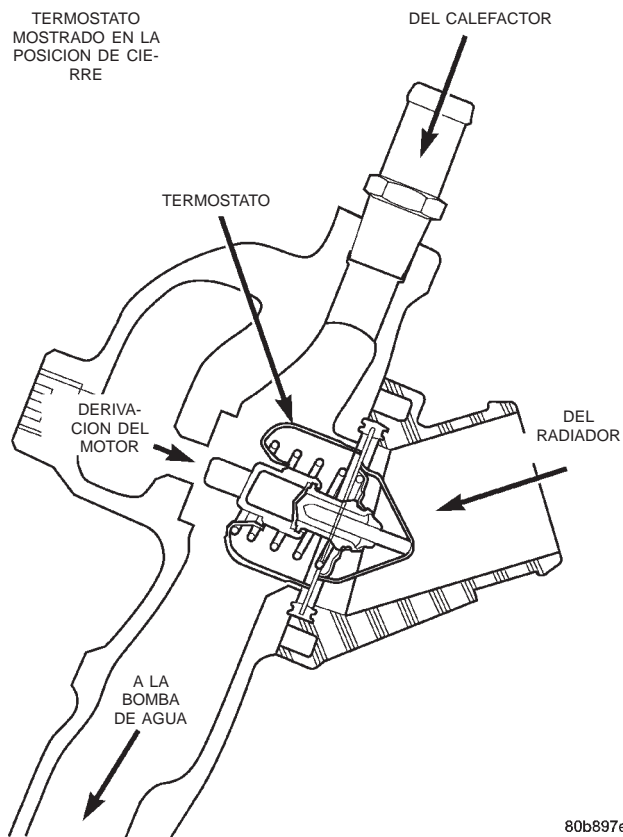 TERMOSTATO
MOSTRADO EN LA
POSICION DE CIE-
RRE
DEL CALEFACTOR
TERMOSTATO
DERIVA-
CION DEL
MOTOR
DEL
RADIADOR
A LA
BOMBA
DE AGUA